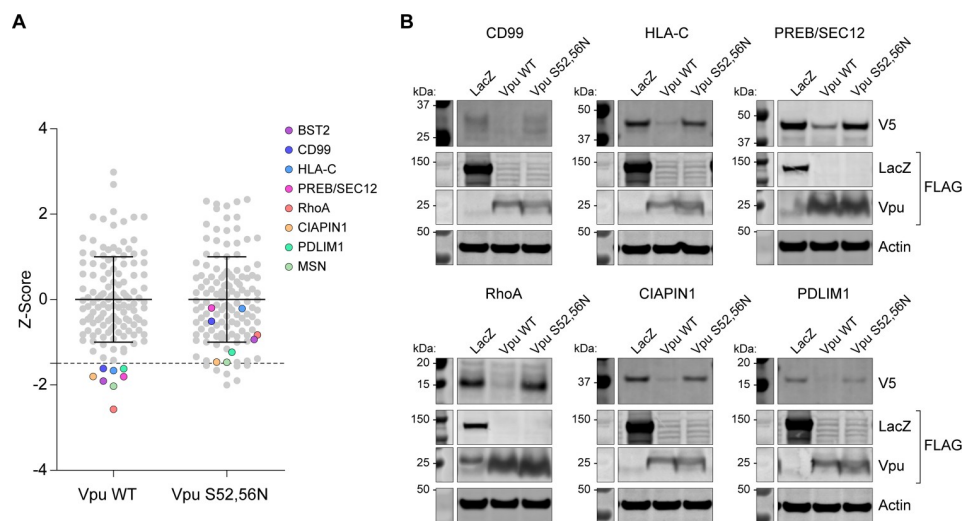 A
Z-Score
4
2
0
-2
-4
Vpu WT
Vpu S52,56N
BST2
CD99
HLA-C
PREB/SEC12
RhoA
CIAPIN1
PDLIM1
MSN
B
CD99
HLA-C
PREB/SEC12
kDa: LacZ Vpu WT Vpu S52,56N
kDa: LacZ Vpu WT Vpu S52,56N
kDa: LacZ Vpu WT Vpu S52,56N
37
25
50
37
50
37
V5
150
150
150
LacZ
25
25
25
Vpu
FLAG
50
50
50
Actin
RhoA
CIAPIN1
PDLIM1
kDa: LacZ Vpu WT Vpu S52,56N
kDa: LacZ Vpu WT Vpu S52,56N
kDa: LacZ Vpu WT Vpu S52,56N
20
15
37
37
V5
150
150
150
LacZ
25
25
25
Vpu
FLAG
50
50
50
Actin